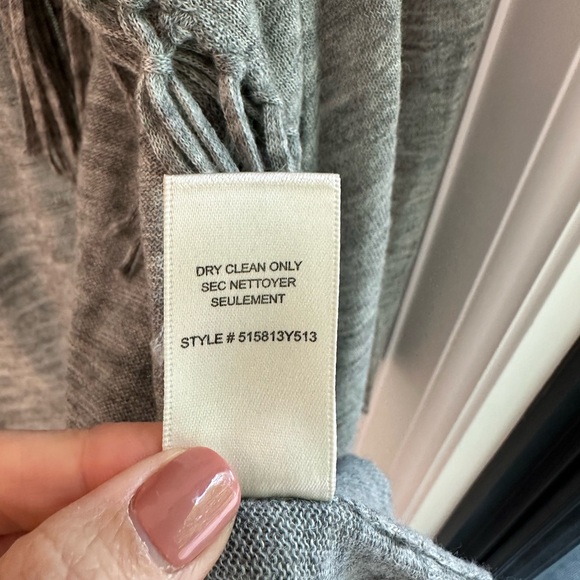 DRY CLEAN ONLY
SEC NETTOYER
SEULEMENT
STYLE # 515813Y513